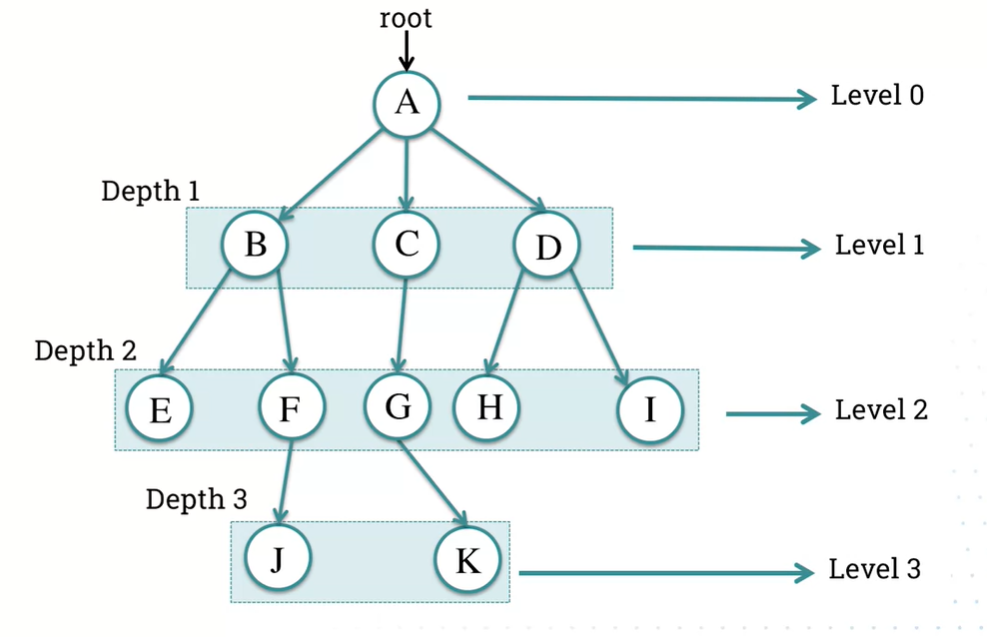 root
A
Level 0
Depth 1
B
C
D
Level 1
Depth 2
E
F
G
H
I
Level 2
Depth 3
J
K
Level 3